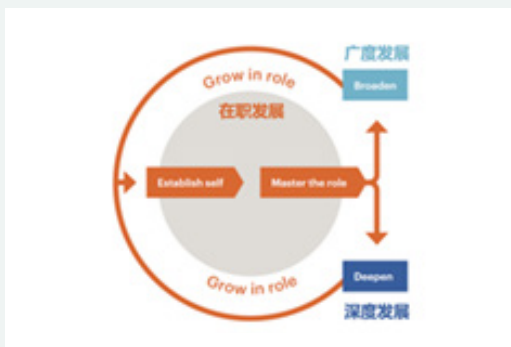 广度发展
Grow in role
Broaden
在职发展
Establish self
Master the role
Grow in role
Deepen
深度发展